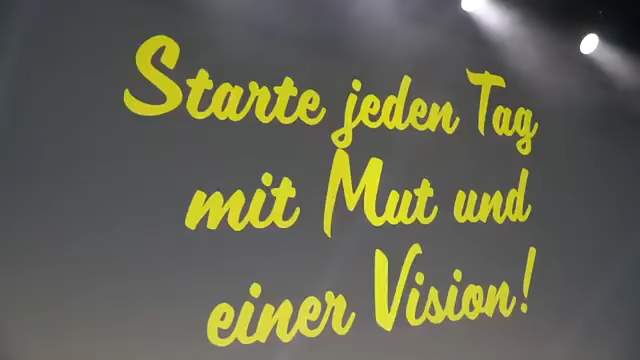 Starte jeden Tag
mit Mut und
einer Vision!